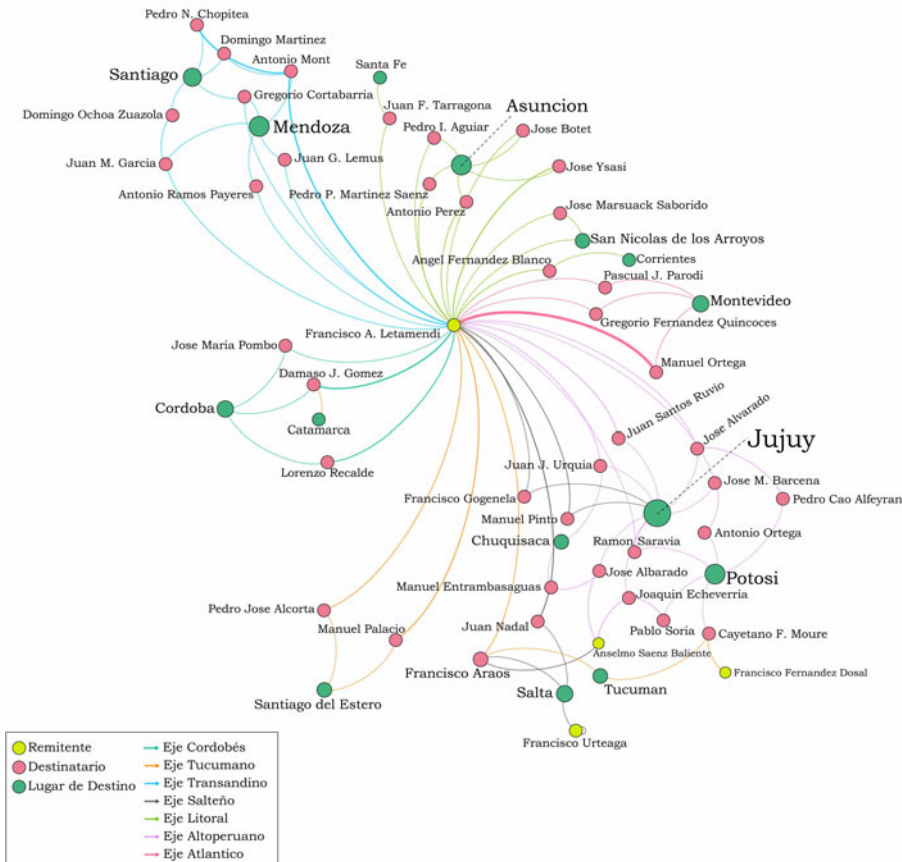 Pedro N. Chopitea
Domingo Martinez
Antonio Mont
Santiago
Santa Fe
Gregorio Cortabarria
Juan F. Tarragona
Asuncion
Domingo Ochoa Zuazola
Mendoza
Pedro I. Aguiar
Jose Botet
Juan M. Garcia
Juan G. Lemus
Jose Ysasi
Antonio Ramos Payeres
Pedro P. Martinez Saenz
Antonio Perez
Jose Marsuack Saborido
San Nicolas de los Arroyos
Angel Fernandez Blanco
Corrientes
Pascual J. Parodi
Montevideo
Gregorio Fernandez Quincoces
Francisco A. Letamendi
Jose Maria Pombo
Manuel Ortega
Damaso J. Gomez
Cordoba
Catamarca
Juan Santos Ruvio
Jose Alvarado
Jujuy
Lorenzo Recalde
Juan J. Urquia
Jose M. Barcena
Francisco Gogenela
Pedro Cao Alfeyran
Manuel Pinto
Antonio Ortega
Chuquisaca
Ramon Saravia
Jose Albarado
Potosi
Manuel Entrambasaguas
Joaquin Echeverria
Pedro Jose Alcorta
Manuel Palacio
Juan Nadal
Pablo Soria
Cayetano F. Moure
Anselmo Saenz Baliente
Francisco Araos
Francisco Fernandez Dosal
Tucuman
Santiago del Estero
Salta
Francisco Urteaga
Remitente
Destinatario
Lugar de Destino
Eje Cordobés
Eje Tucumano
Eje Transandino
Eje Salteño
Eje Litoral
Eje Altoperuano
Eje Atlantico